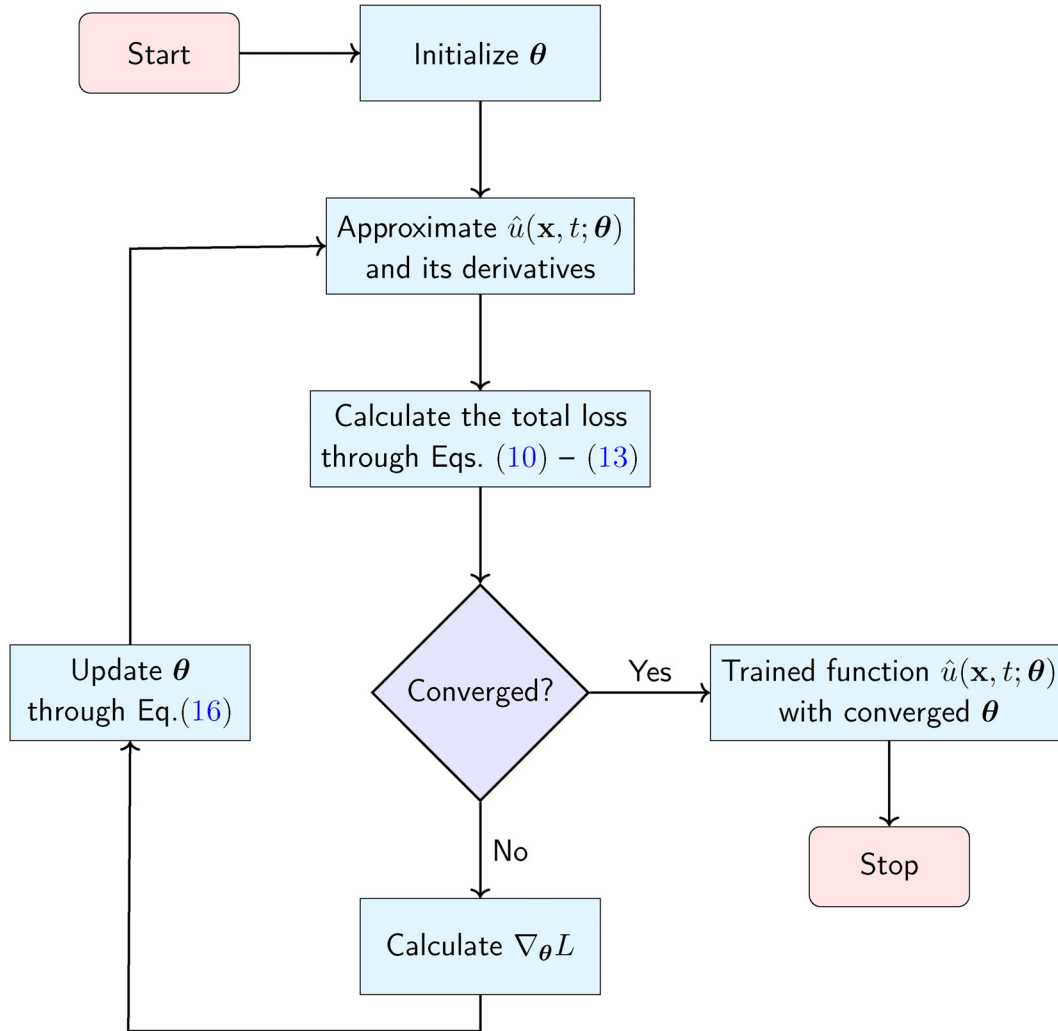 Start
Initialize θ
Approximate û(x, t; θ)
and its derivatives
Calculate the total loss
through Eqs. (10) – (13)
Converged?
Yes
Trained function û(x, t; θ)
with converged θ
Update θ
through Eq.(16)
No
Stop
Calculate ∇θL